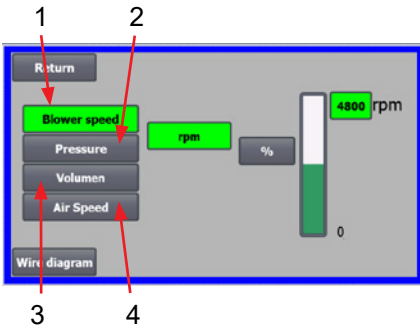 1
2
Return
4800 rpm
Blower speed
rpm
Pressure
%
Volumen
Air Speed
0
Wire diagram
3
4